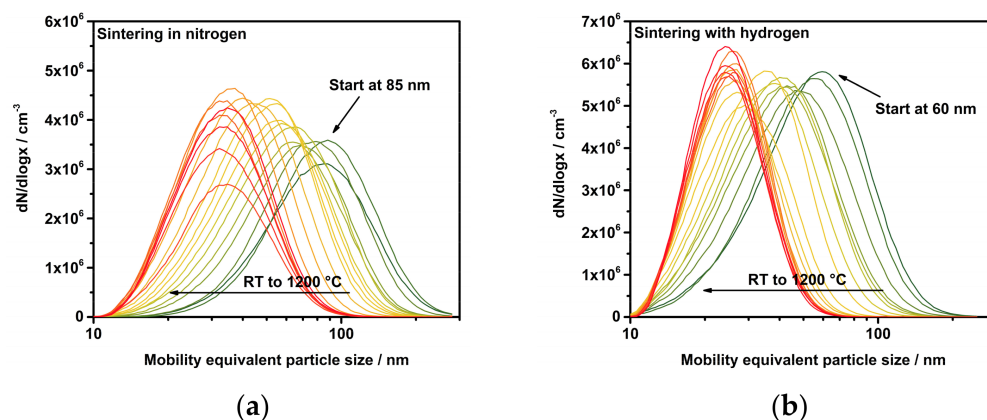 Sintering in nitrogen
Start at 85 nm
RT to 1200 °C
dN/dlogx / cm⁻³
6x10⁶
5x10⁶
4x10⁶
3x10⁶
2x10⁶
1x10⁶
0
10
100
Mobility equivalent particle size / nm
(a)
Sintering with hydrogen
Start at 60 nm
RT to 1200 °C
dN/dlogx / cm⁻³
7x10⁶
6x10⁶
5x10⁶
4x10⁶
3x10⁶
2x10⁶
1x10⁶
0
10
100
Mobility equivalent particle size / nm
(b)